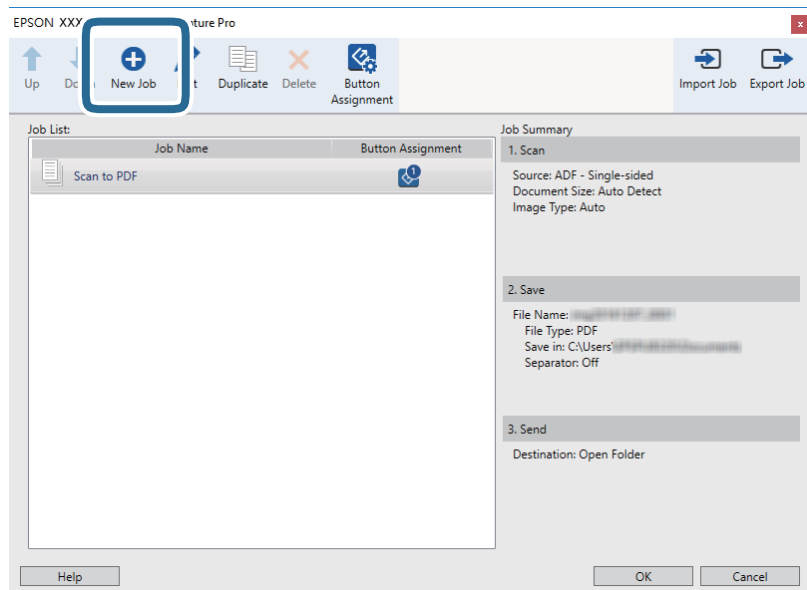 EPSON XXX ture Pro
Up New Job Duplicate Delete Button Assignment Import Job Export Job
Job List:
Job Name Button Assignment
Scan to PDF 1
Job Summary
1. Scan
Source: ADF - Single-sided
Document Size: Auto Detect
Image Type: Auto
2. Save
File Name:
File Type: PDF
Save in: C:\Users\
Separator: Off
3. Send
Destination: Open Folder
Help OK Cancel